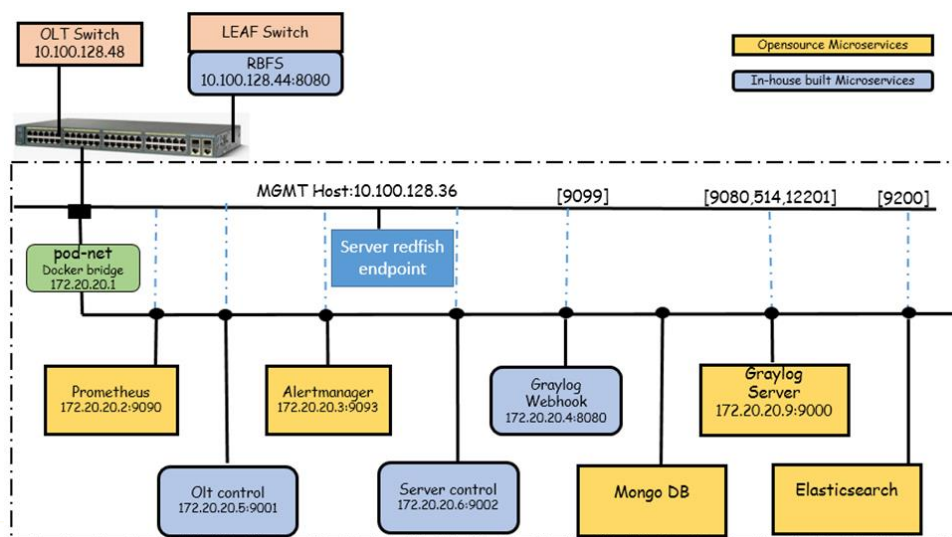 OLT Switch
10.100.128.48
LEAF Switch
RBFS
10.100.128.44:8080
Opensource Microservices
In-house built Microservices
MGMT Host:10.100.128.36
[9099]
[9080,514,12201]
[9200]
Server redfish
endpoint
pod-net
Docker bridge
172.20.20.1
Prometheus
172.20.20.2:9090
Alertmanager
172.20.20.3:9093
Graylog
Webhook
172.20.20.4:8080
Graylog
Server
172.20.20.9:9000
Olt control
172.20.20.5:9001
Server control
172.20.20.6:9002
Mongo DB
Elasticsearch